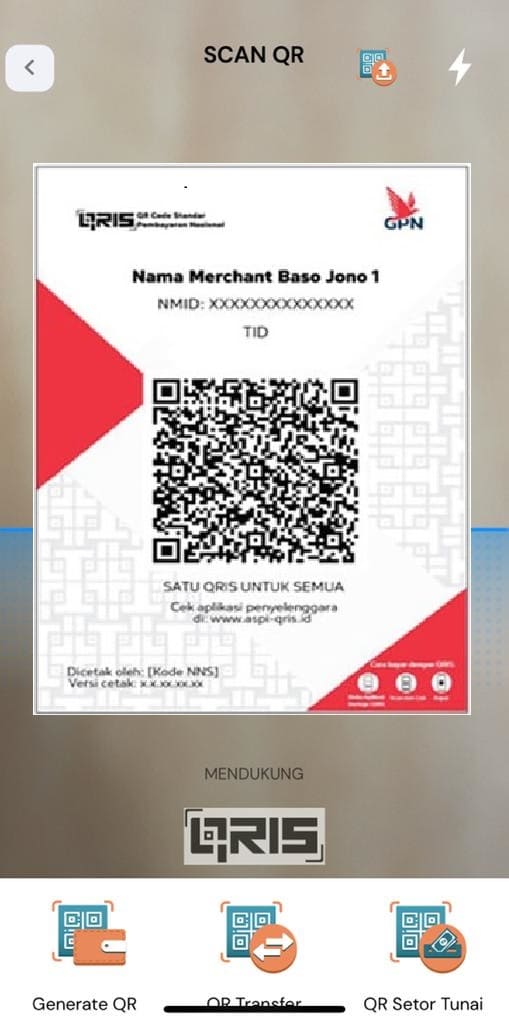 SCAN QR
QRIS QR Code Standar
Pembayaran Nasional
GPN
Nama Merchant Baso Jono 1
NMID: XXXXXXXXXXXXXXX
TID
SATU QRIS UNTUK SEMUA
Cek aplikasi penyelenggara
di: www.aspi-qris.id
Dicetak oleh: [Kode NNS]
Versi cetak: x.x.xx.xx.xx
Cara bayar dengan QRIS
MENDUKUNG
QRIS
Generate QR
QR Transfer
QR Setor Tunai